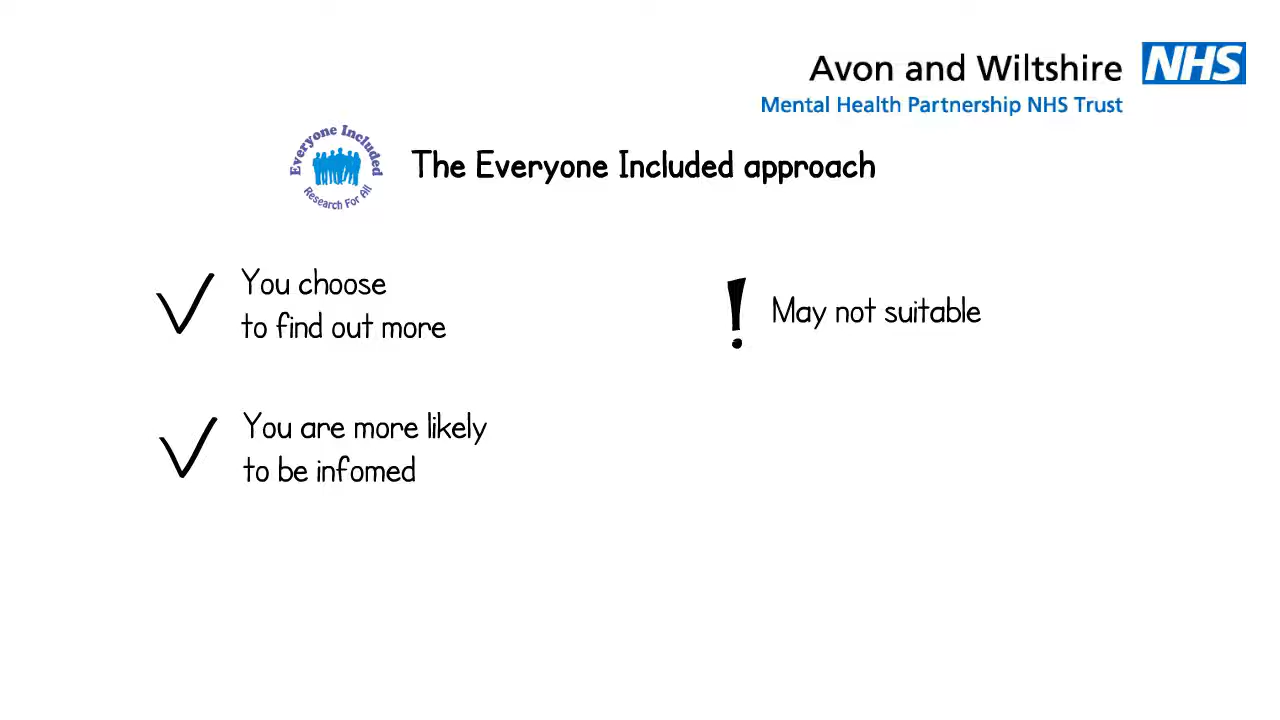 Avon and Wiltshire NHS
Mental Health Partnership NHS Trust
Everyone Included
Research For All
The Everyone Included approach
You choose
to find out more
You are more likely
to be infomed
May not suitable